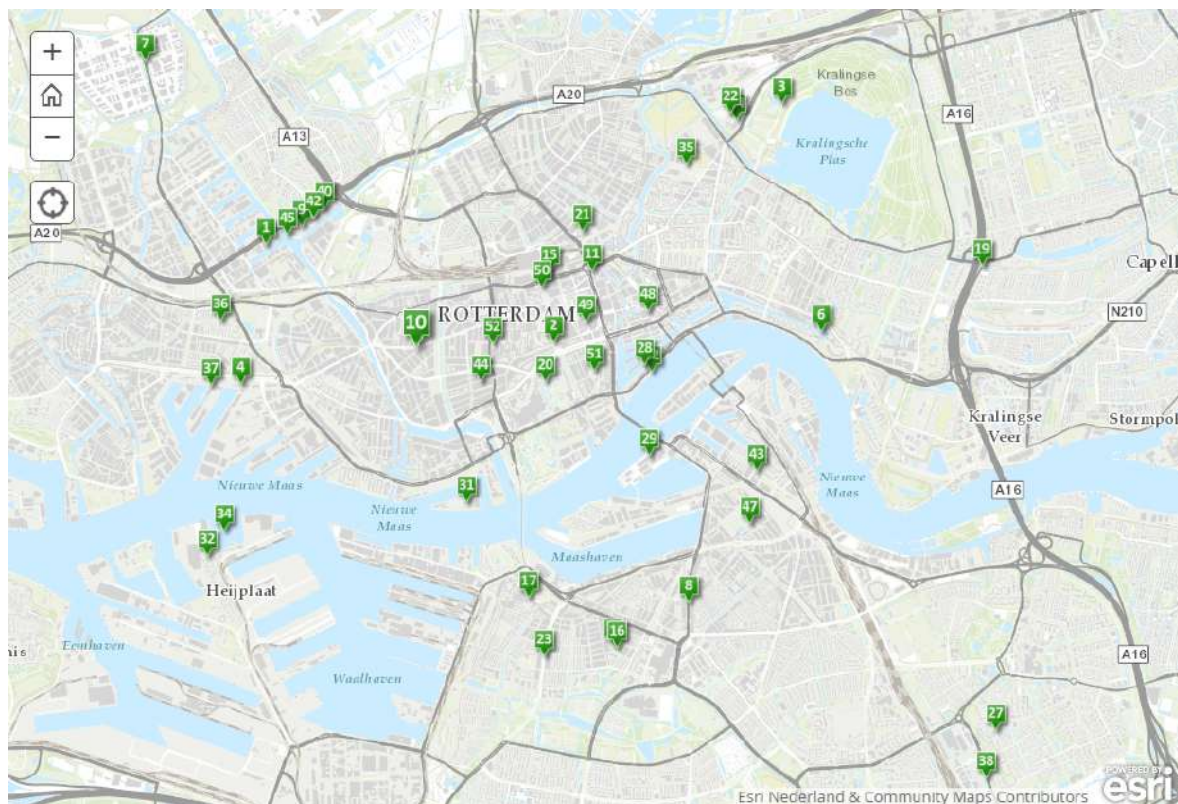 7
+
−
A13
A20
22
3
Kralingse
Bos
A16
Kralingsche
Plas
35
40
42
9
45
1
A20
21
11
15
50
19
Capell
36
ROTTERDAM
10
52
2
49
48
6
N210
37
4
44
20
51
28
Kralingse
Veer
Stormpol
29
43
Nieuwe Maas
31
Nieuwe
Maas
Nieuwe
Maas
A16
34
32
47
Heijplaat
Maashaven
17
8
Eemhaven
nis
23
16
A16
Waalhaven
27
38
POWERED BY
esri
Esri Nederland & Community Maps Contributors